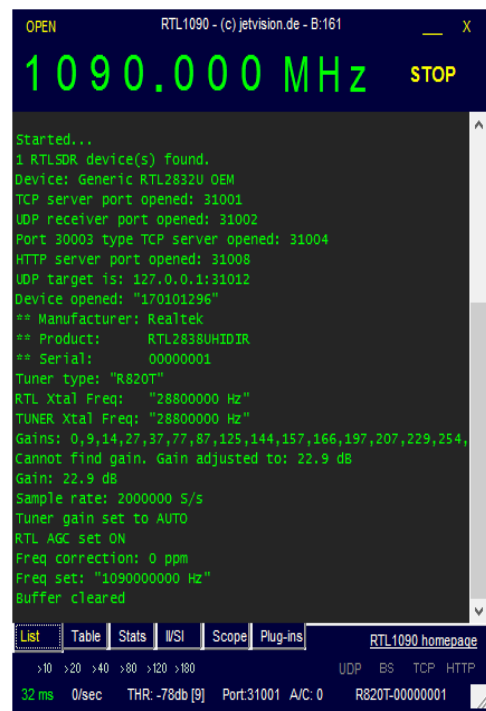 OPEN RTL1090 - (c) jetvision.de - B:161 __ X
1090.000 MHz STOP
Started...
1 RTLSDR device(s) found.
Device: Generic RTL2832U OEM
TCP server port opened: 31001
UDP receiver port opened: 31002
Port 30003 type TCP server opened: 31004
HTTP server port opened: 31008
UDP target is: 127.0.0.1:31012
Device opened: "170101296"
** Manufacturer: Realtek
** Product: RTL2838UHIDIR
** Serial: 00000001
Tuner type: "R820T"
RTL Xtal Freq: "28800000 Hz"
TUNER Xtal Freq: "28800000 Hz"
Gains: 0,9,14,27,37,77,87,125,144,157,166,197,207,229,254,
Cannot find gain. Gain adjusted to: 22.9 dB
Gain: 22.9 dB
Sample rate: 2000000 S/s
Tuner gain set to AUTO
RTL AGC set ON
Freq correction: 0 ppm
Freq set: "1090000000 Hz"
Buffer cleared
List Table Stats II/SI Scope Plug-ins RTL1090 homepage
>10 >20 >40 >80 >120 >180 UDP BS TCP HTTP
32 ms 0/sec THR: -78db [9] Port:31001 A/C: 0 R820T-00000001